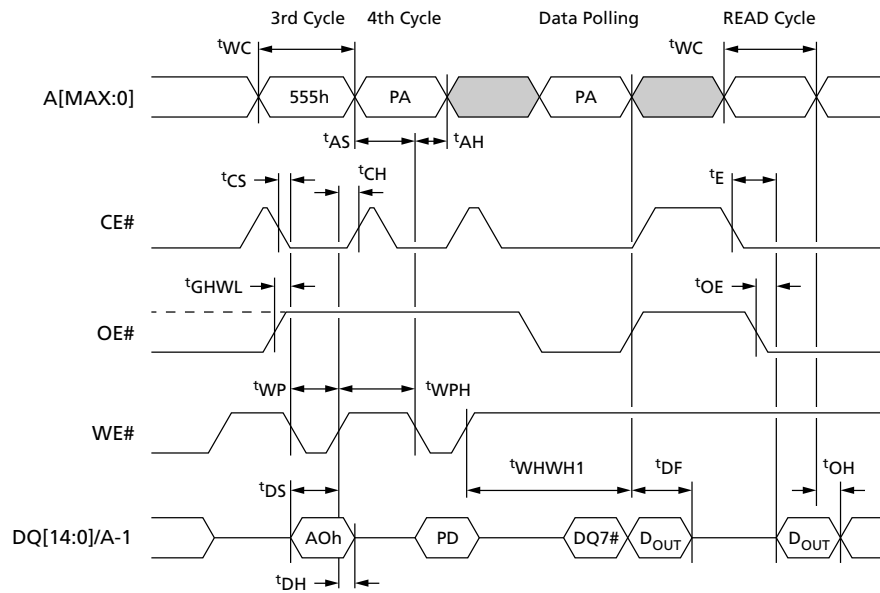 3rd Cycle 4th Cycle Data Polling READ Cycle
tWC tWC
A[MAX:0] 555h PA PA
tAS tAH
tCS tCH tE
CE#
tGHWL tOE
OE#
tWP tWPH
WE#
tWHWH1 tDF tOH
tDS
DQ[14:0]/A-1 AOh PD DQ7# DOUT DOUT
tDH